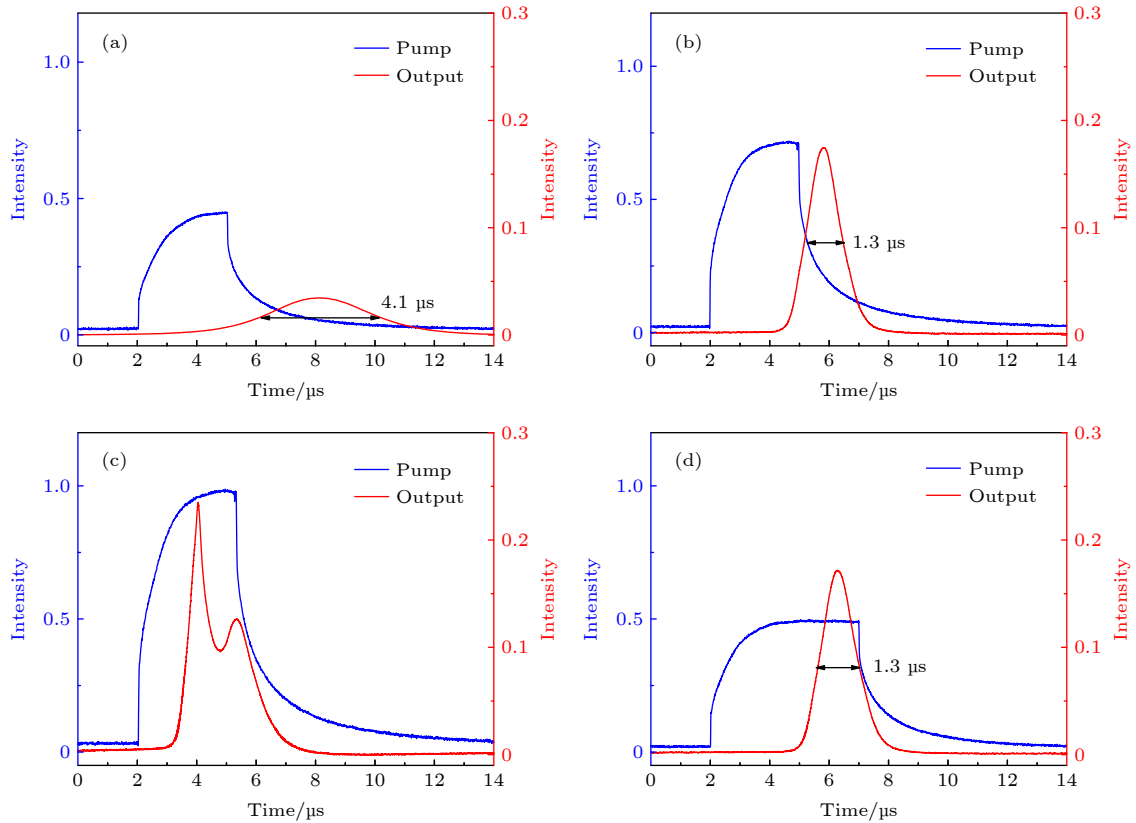 (a)
Pump
Output
Intensity
1.0
0.5
0
0.3
0.2
0.1
0
Intensity
4.1 µs
0 2 4 6 8 10 12 14
Time/µs
(b)
Pump
Output
Intensity
1.0
0.5
0
0.3
0.2
0.1
0
Intensity
1.3 µs
0 2 4 6 8 10 12 14
Time/µs
(c)
Pump
Output
Intensity
1.0
0.5
0
0.3
0.2
0.1
0
Intensity
0 2 4 6 8 10 12 14
Time/µs
(d)
Pump
Output
Intensity
1.0
0.5
0
0.3
0.2
0.1
0
Intensity
1.3 µs
0 2 4 6 8 10 12 14
Time/µs